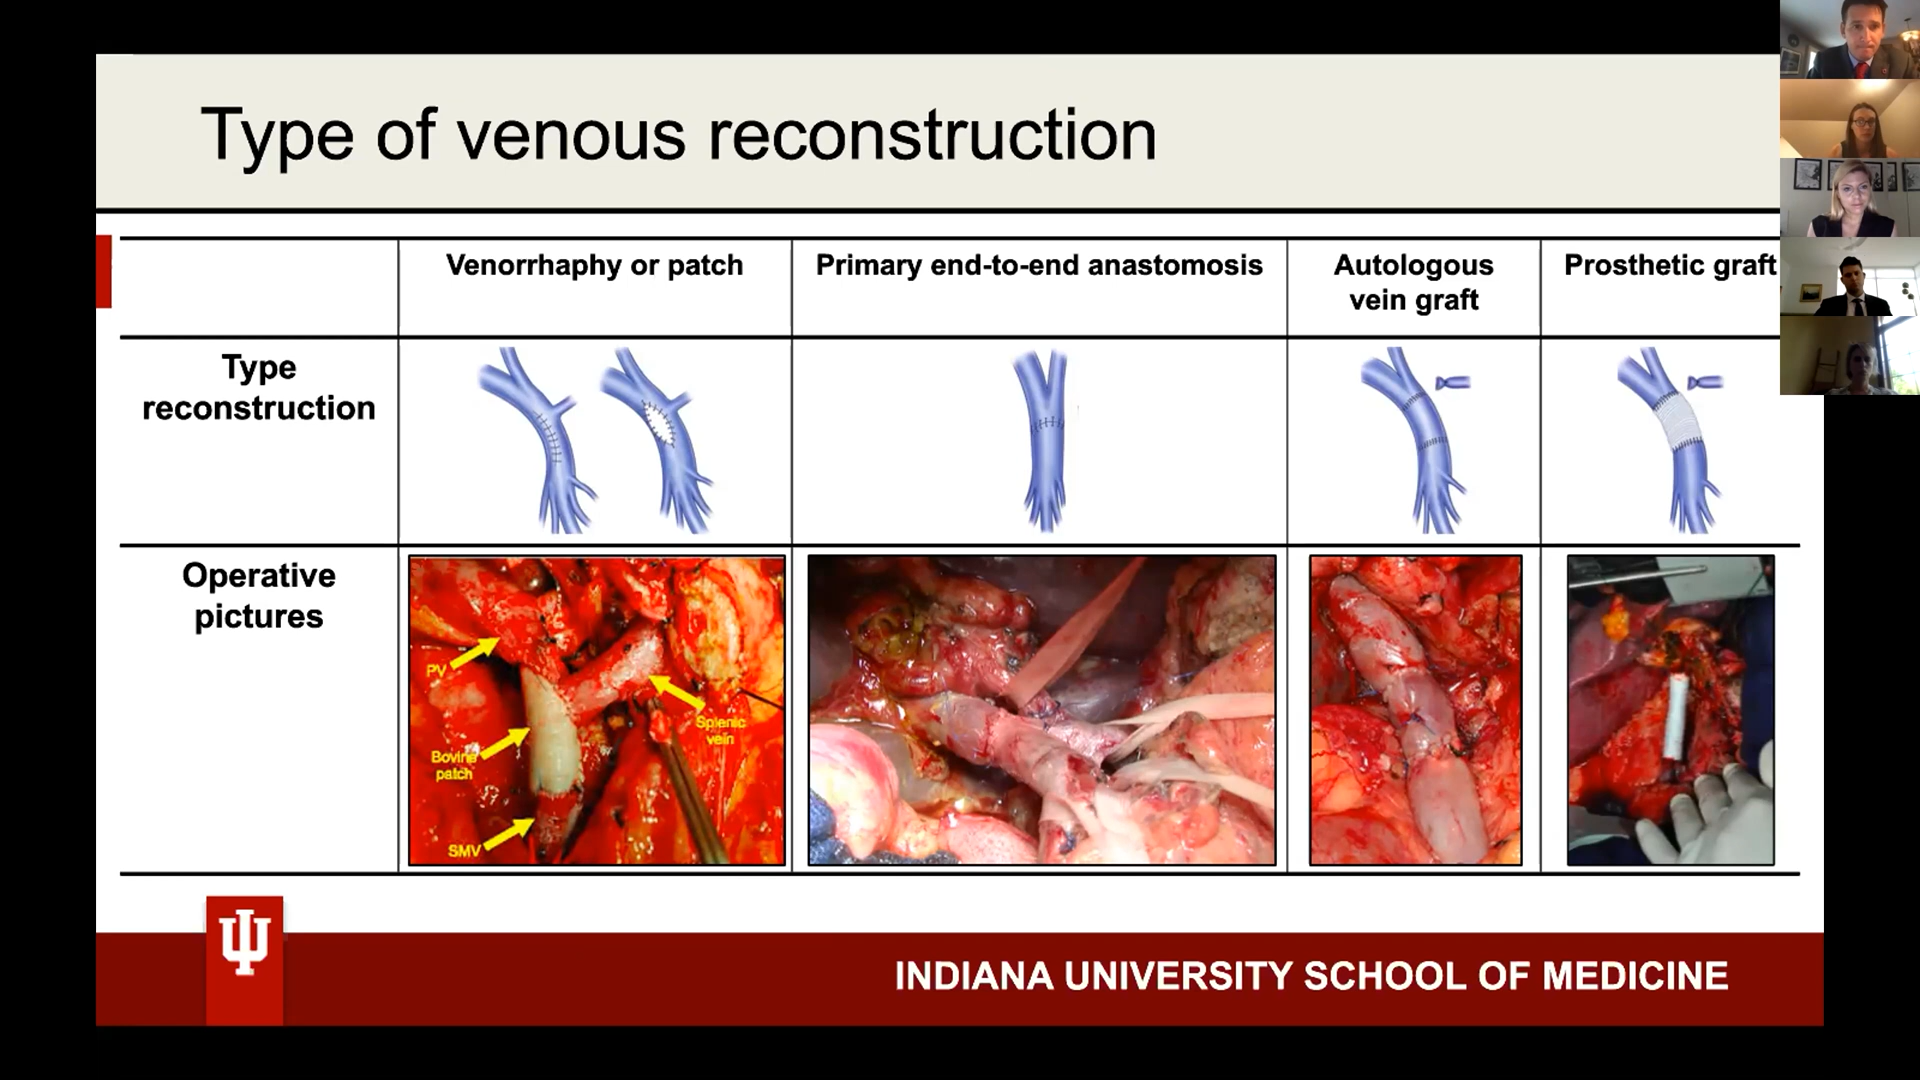 Type of venous reconstruction
Venorrhaphy or patch
Primary end-to-end anastomosis
Autologous
vein graft
Prosthetic graft
Type
reconstruction
Operative
pictures
PV
Splenic
vein
Bovine
patch
SMV
INDIANA UNIVERSITY SCHOOL OF MEDICINE